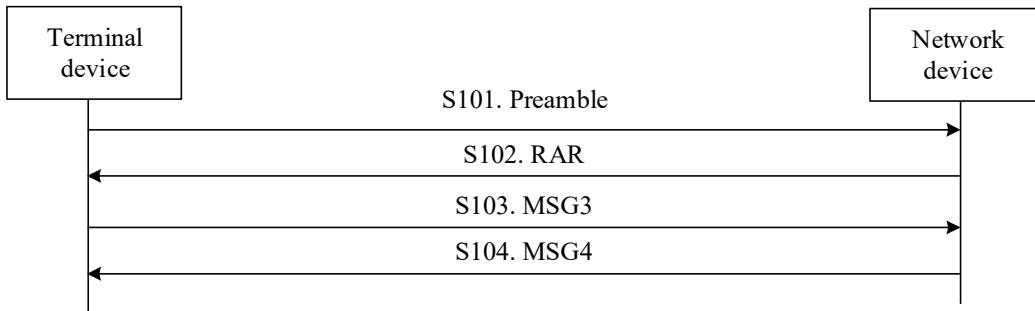 Terminal
device
Network
device
S101. Preamble
S102. RAR
S103. MSG3
S104. MSG4